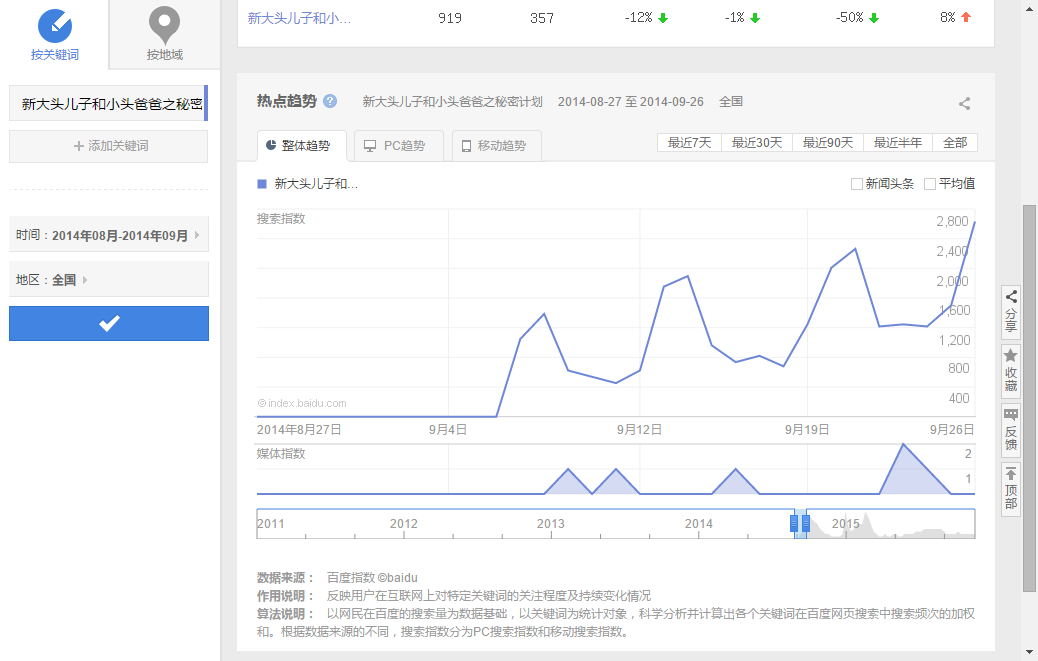 按关键词
按地域
新大头儿子和小头爸爸之秘密
添加关键词
时间：2014年08月-2014年09月
地区：全国
新大头儿子和小… 919 357 -12% -1% -50% 8%
热点趋势 ? 新大头儿子和小头爸爸之秘密计划 2014-08-27 至 2014-09-26 全国
整体趋势 PC趋势 移动趋势 最近7天 最近30天 最近90天 最近半年 全部
新大头儿子和… 新闻头条 平均值
搜索指数
2,800
2,400
2,000
1,600
1,200
800
400
©index.baidu.com
2014年8月27日 9月4日 9月12日 9月19日 9月26日
媒体指数
2
1
2011 2012 2013 2014 2015
数据来源： 百度指数 ©baidu
作用说明： 反映用户在互联网上对特定关键词的关注程度及持续变化情况
算法说明： 以网民在百度的搜索量为数据基础，以关键词为统计对象，科学分析并计算出各个关键词在百度网页搜索中搜索频次的加权
和。根据数据来源的不同，搜索指数分为PC搜索指数和移动搜索指数。
分享
收藏
反馈
顶部